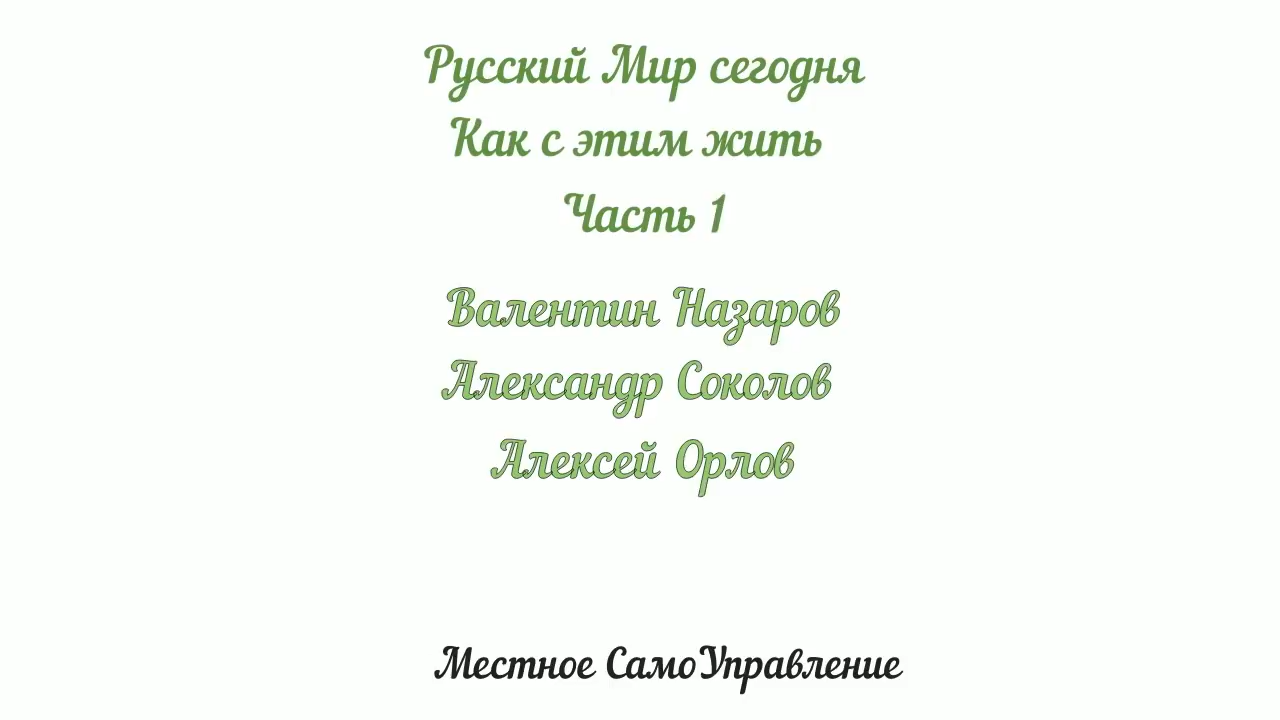 Русский Мир сегодня
Как с этим жить
Часть 1
Валентин Назаров
Александр Соколов
Алексей Орлов
Местное СамоУправление